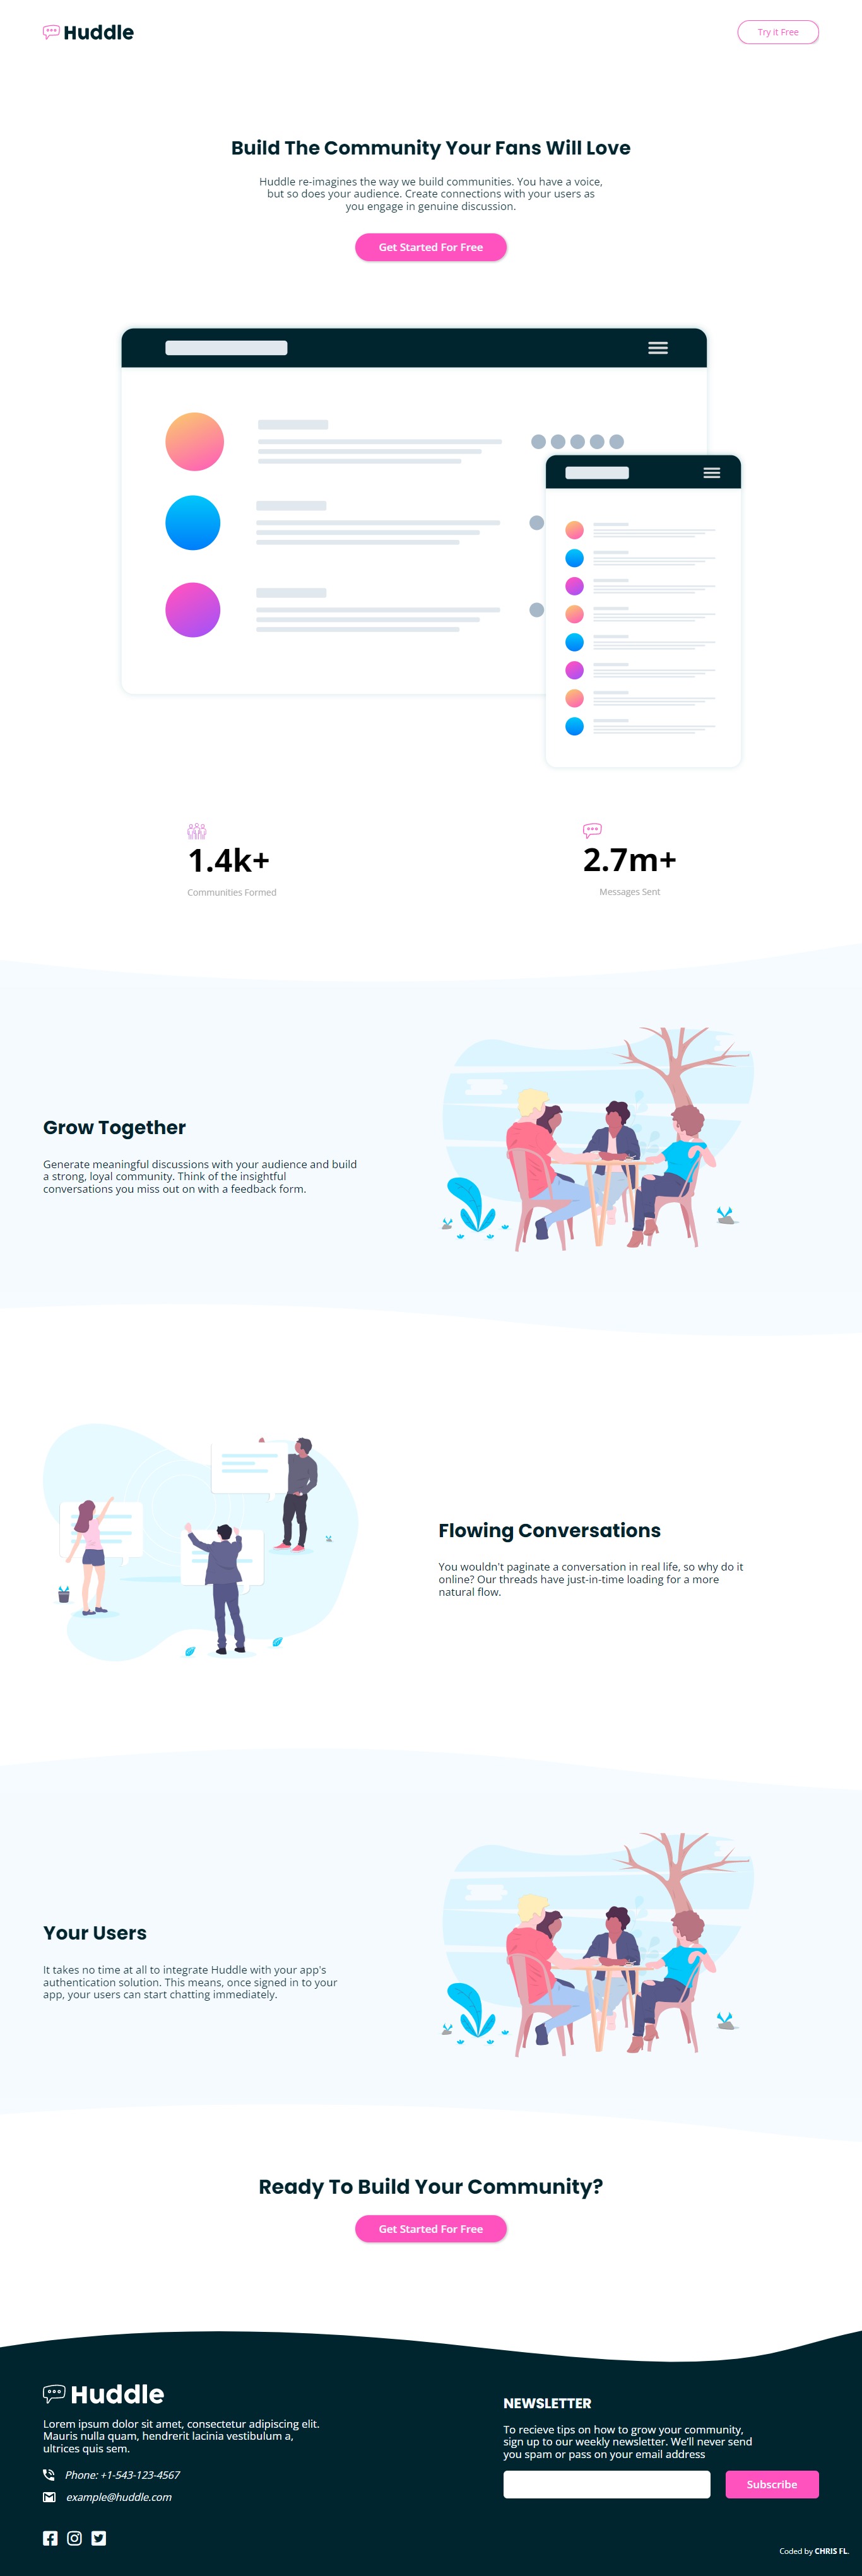 Huddle
Try it Free
Build The Community Your Fans Will Love
Huddle re-imagines the way we build communities. You have a voice,
but so does your audience. Create connections with your users as
you engage in genuine discussion.
Get Started For Free
1.4k+
Communities Formed
2.7m+
Messages Sent
Grow Together
Generate meaningful discussions with your audience and build
a strong, loyal community. Think of the insightful
conversations you miss out on with a feedback form.
Flowing Conversations
You wouldn't paginate a conversation in real life, so why do it
online? Our threads have just-in-time loading for a more
natural flow.
Your Users
It takes no time at all to integrate Huddle with your app's
authentication solution. This means, once signed in to your
app, your users can start chatting immediately.
Ready To Build Your Community?
Get Started For Free
Huddle
Lorem ipsum dolor sit amet, consectetur adipiscing elit.
Mauris nulla quam, hendrerit lacinia vestibulum a,
ultrices quis sem.
Phone: +1-543-123-4567
example@huddle.com
NEWSLETTER
To recieve tips on how to grow your community,
sign up to our weekly newsletter. We'll never send
you spam or pass on your email address
Subscribe
Coded by CHRIS FL.